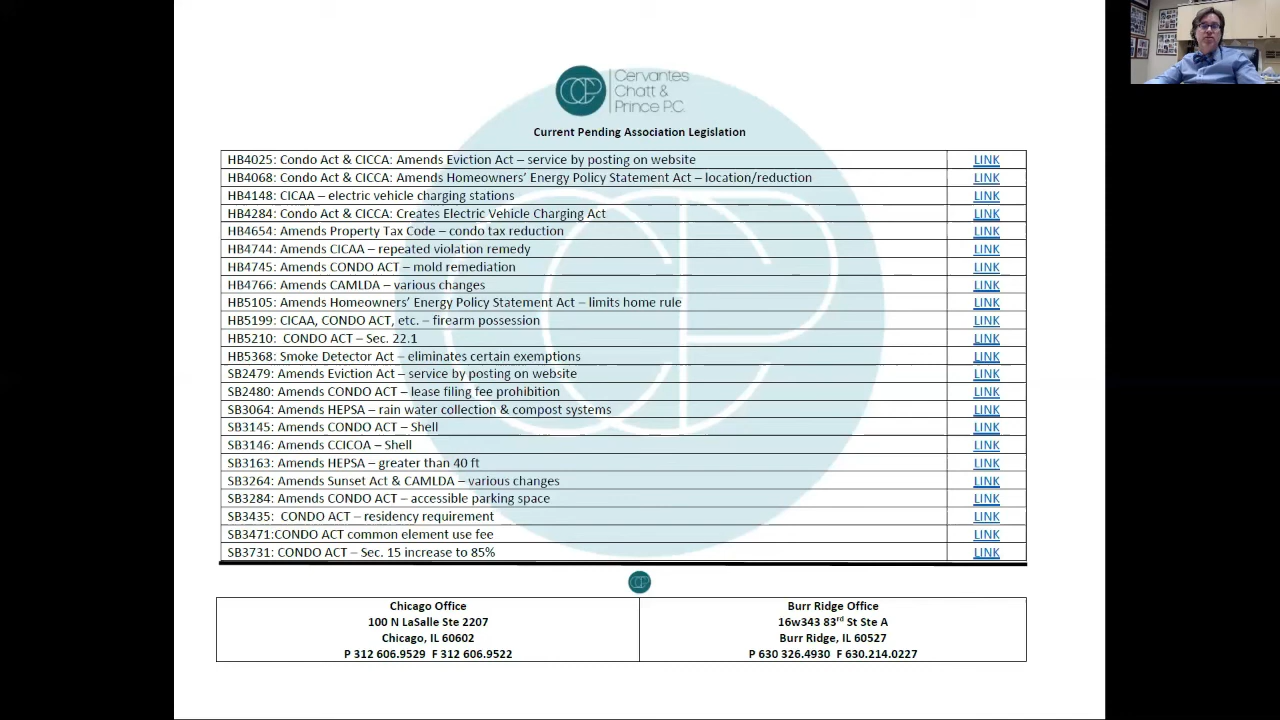 Cervantes
Chatt &
Prince P.C.
Current Pending Association Legislation
HB4025: Condo Act & CICCA: Amends Eviction Act – service by posting on website LINK
HB4068: Condo Act & CICCA: Amends Homeowners' Energy Policy Statement Act – location/reduction LINK
HB4148: CICAA – electric vehicle charging stations LINK
HB4284: Condo Act & CICCA: Creates Electric Vehicle Charging Act LINK
HB4654: Amends Property Tax Code – condo tax reduction LINK
HB4744: Amends CICAA – repeated violation remedy LINK
HB4745: Amends CONDO ACT – mold remediation LINK
HB4766: Amends CAMLDA – various changes LINK
HB5105: Amends Homeowners' Energy Policy Statement Act – limits home rule LINK
HB5199: CICAA, CONDO ACT, etc. – firearm possession LINK
HB5210: CONDO ACT – Sec. 22.1 LINK
HB5368: Smoke Detector Act – eliminates certain exemptions LINK
SB2479: Amends Eviction Act – service by posting on website LINK
SB2480: Amends CONDO ACT – lease filing fee prohibition LINK
SB3064: Amends HEPSA – rain water collection & compost systems LINK
SB3145: Amends CONDO ACT – Shell LINK
SB3146: Amends CCICOA – Shell LINK
SB3163: Amends HEPSA – greater than 40 ft LINK
SB3264: Amends Sunset Act & CAMLDA – various changes LINK
SB3284: Amends CONDO ACT – accessible parking space LINK
SB3435: CONDO ACT – residency requirement LINK
SB3471:CONDO ACT common element use fee LINK
SB3731: CONDO ACT – Sec. 15 increase to 85% LINK
Chicago Office
100 N LaSalle Ste 2207
Chicago, IL 60602
P 312 606.9529 F 312 606.9522
Burr Ridge Office
16w343 83rd St Ste A
Burr Ridge, IL 60527
P 630 326.4930 F 630.214.0227